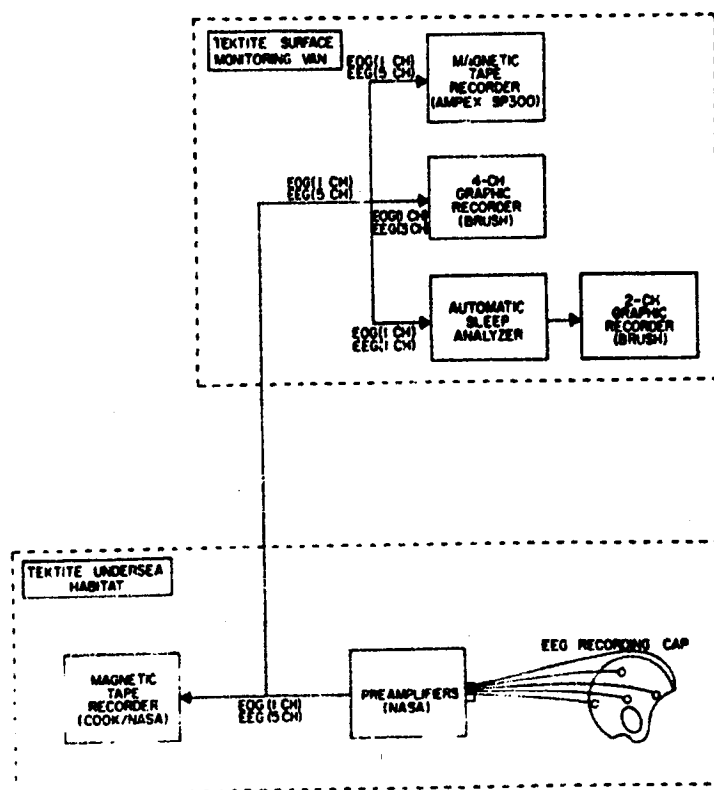 TEKTITE SURFACE
MONITORING VAN
EOG(1 CH)
EEG(5 CH)
MAGNETIC
TAPE
RECORDER
(AMPEX SP300)
EOG(1 CH)
EEG(5 CH)
4-CH
GRAPHIC
RECORDER
(BRUSH)
EOG(1 CH)
EEG(3 CH)
AUTOMATIC
SLEEP
ANALYZER
2-CH
GRAPHIC
RECORDER
(BRUSH)
EOG(1 CH)
EEG(1 CH)
TEKTITE UNDERSEA
HABITAT
EEG RECORDING CAP
MAGNETIC
TAPE
RECORDER
(COOK/NASA)
EOG(1 CH)
EEG(5 CH)
PREAMPLIFIERS
(NASA)